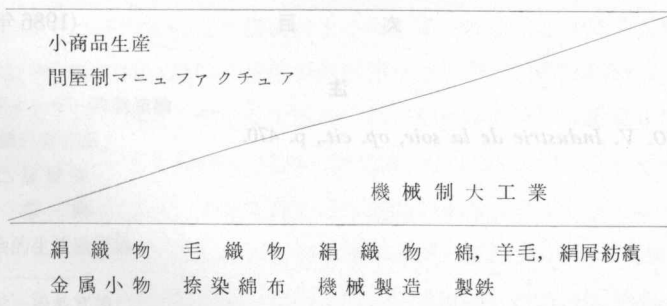 小商品生産
問屋制マニュファクチュア
機械制大工業
絹織物 毛織物 絹織物 綿,羊毛,絹屑紡績
金属小物 捺染綿布 機械製造 製鉄